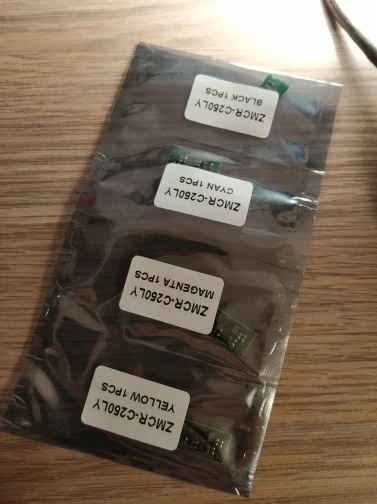 ZMCR-C250LY
BLACK 1PCS
ZMCR-C250LY
CYAN 1PCS
ZMCR-C250LY
MAGENTA 1PCS
ZMCR-C250LY
YELLOW 1PCS